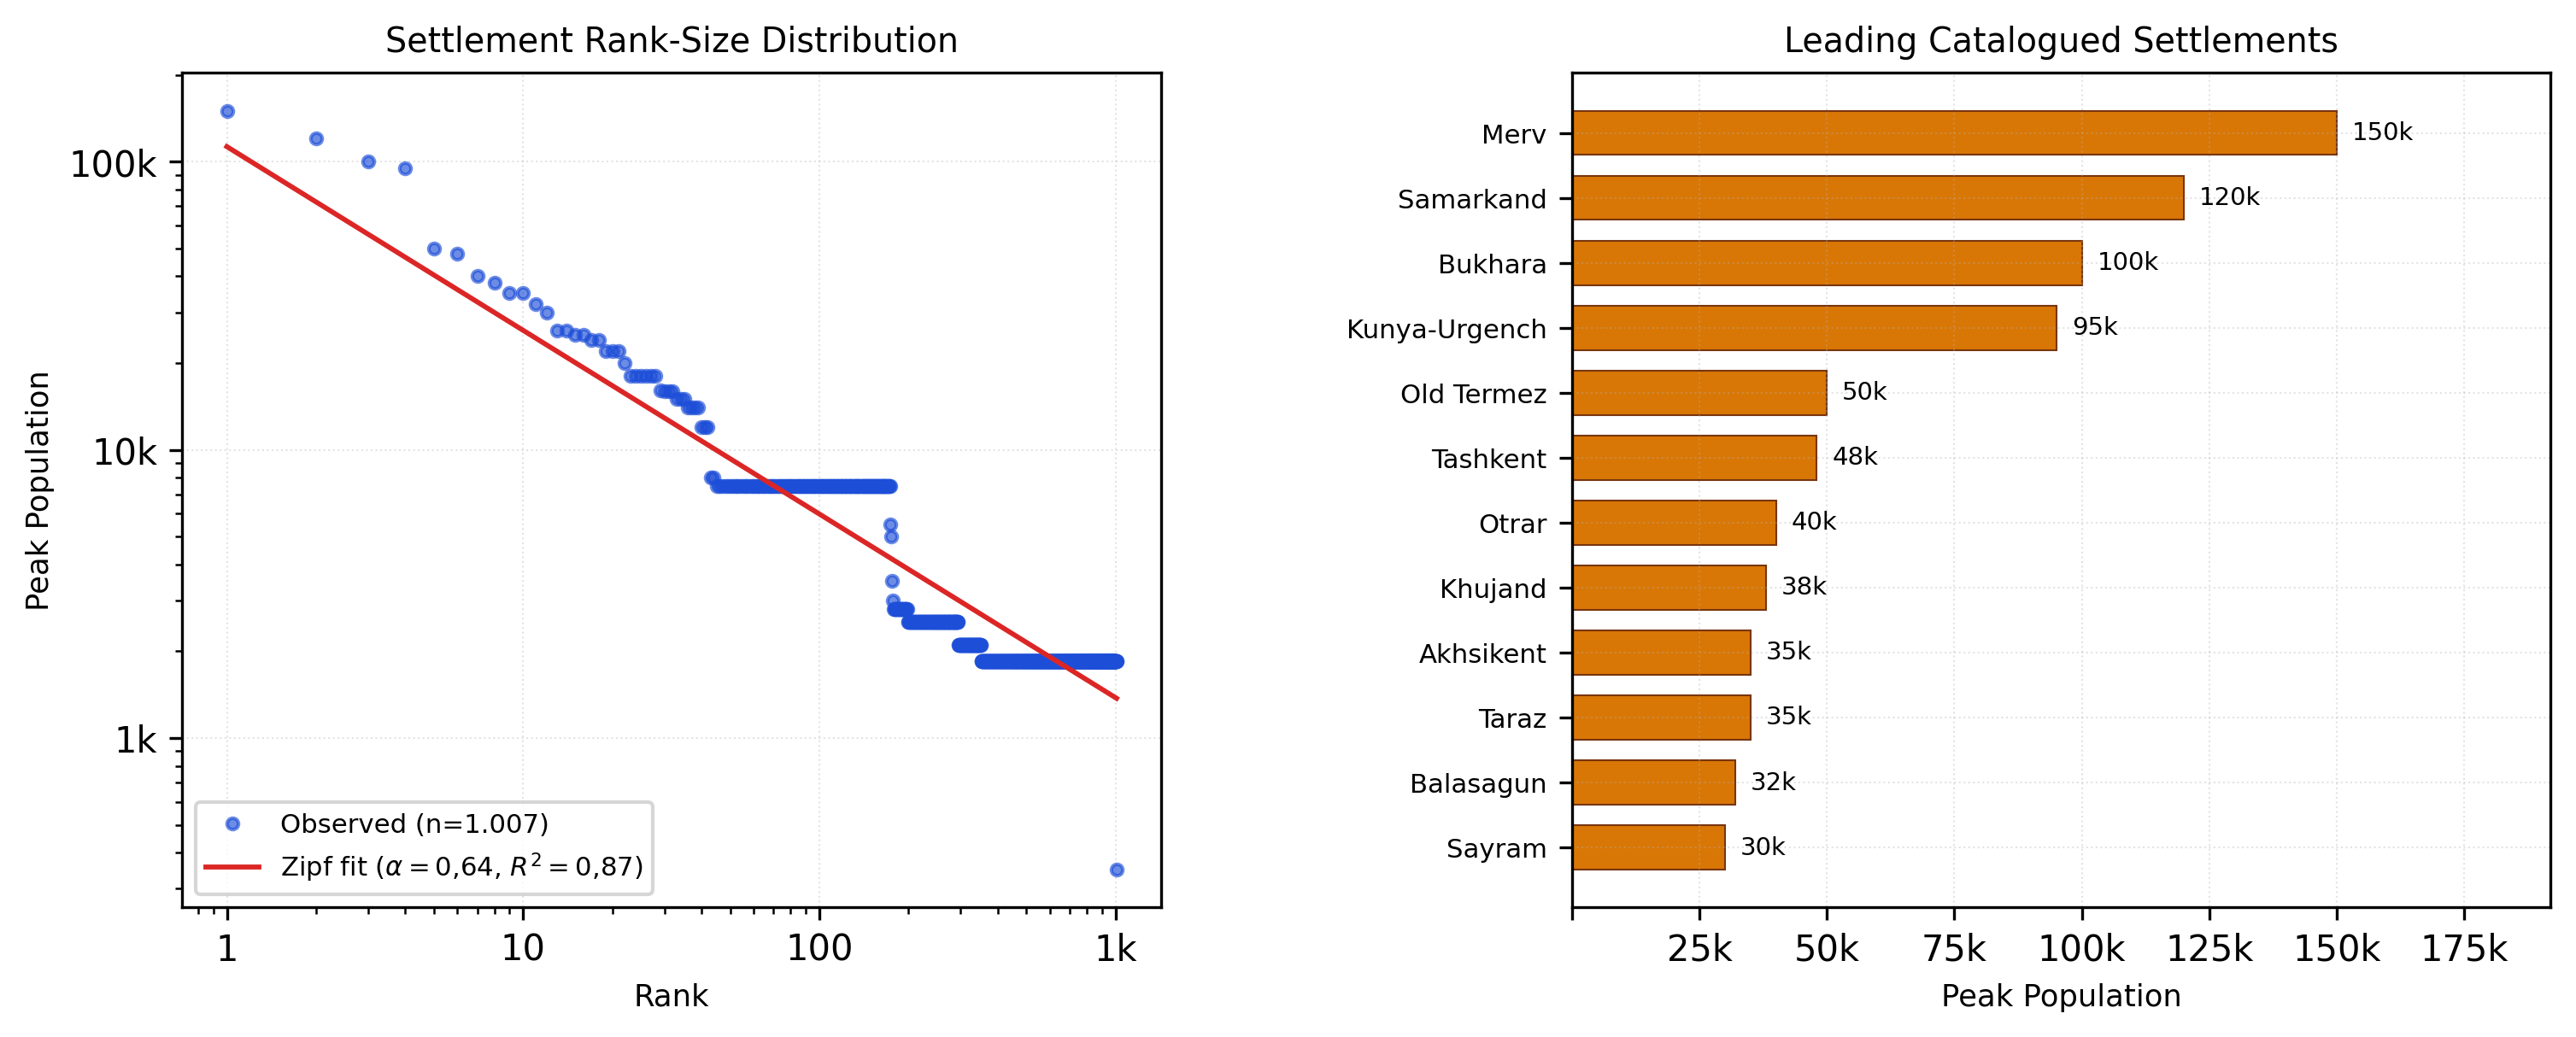 Settlement Rank-Size Distribution
Peak Population
100k
10k
1k
Observed (n=1.007)
Zipf fit (α = 0,64, R² = 0,87)
1
10
100
1k
Rank
Leading Catalogued Settlements
Merv
150k
Samarkand
120k
Bukhara
100k
Kunya-Urgench
95k
Old Termez
50k
Tashkent
48k
Otrar
40k
Khujand
38k
Akhsikent
35k
Taraz
35k
Balasagun
32k
Sayram
30k
25k
50k
75k
100k
125k
150k
175k
Peak Population